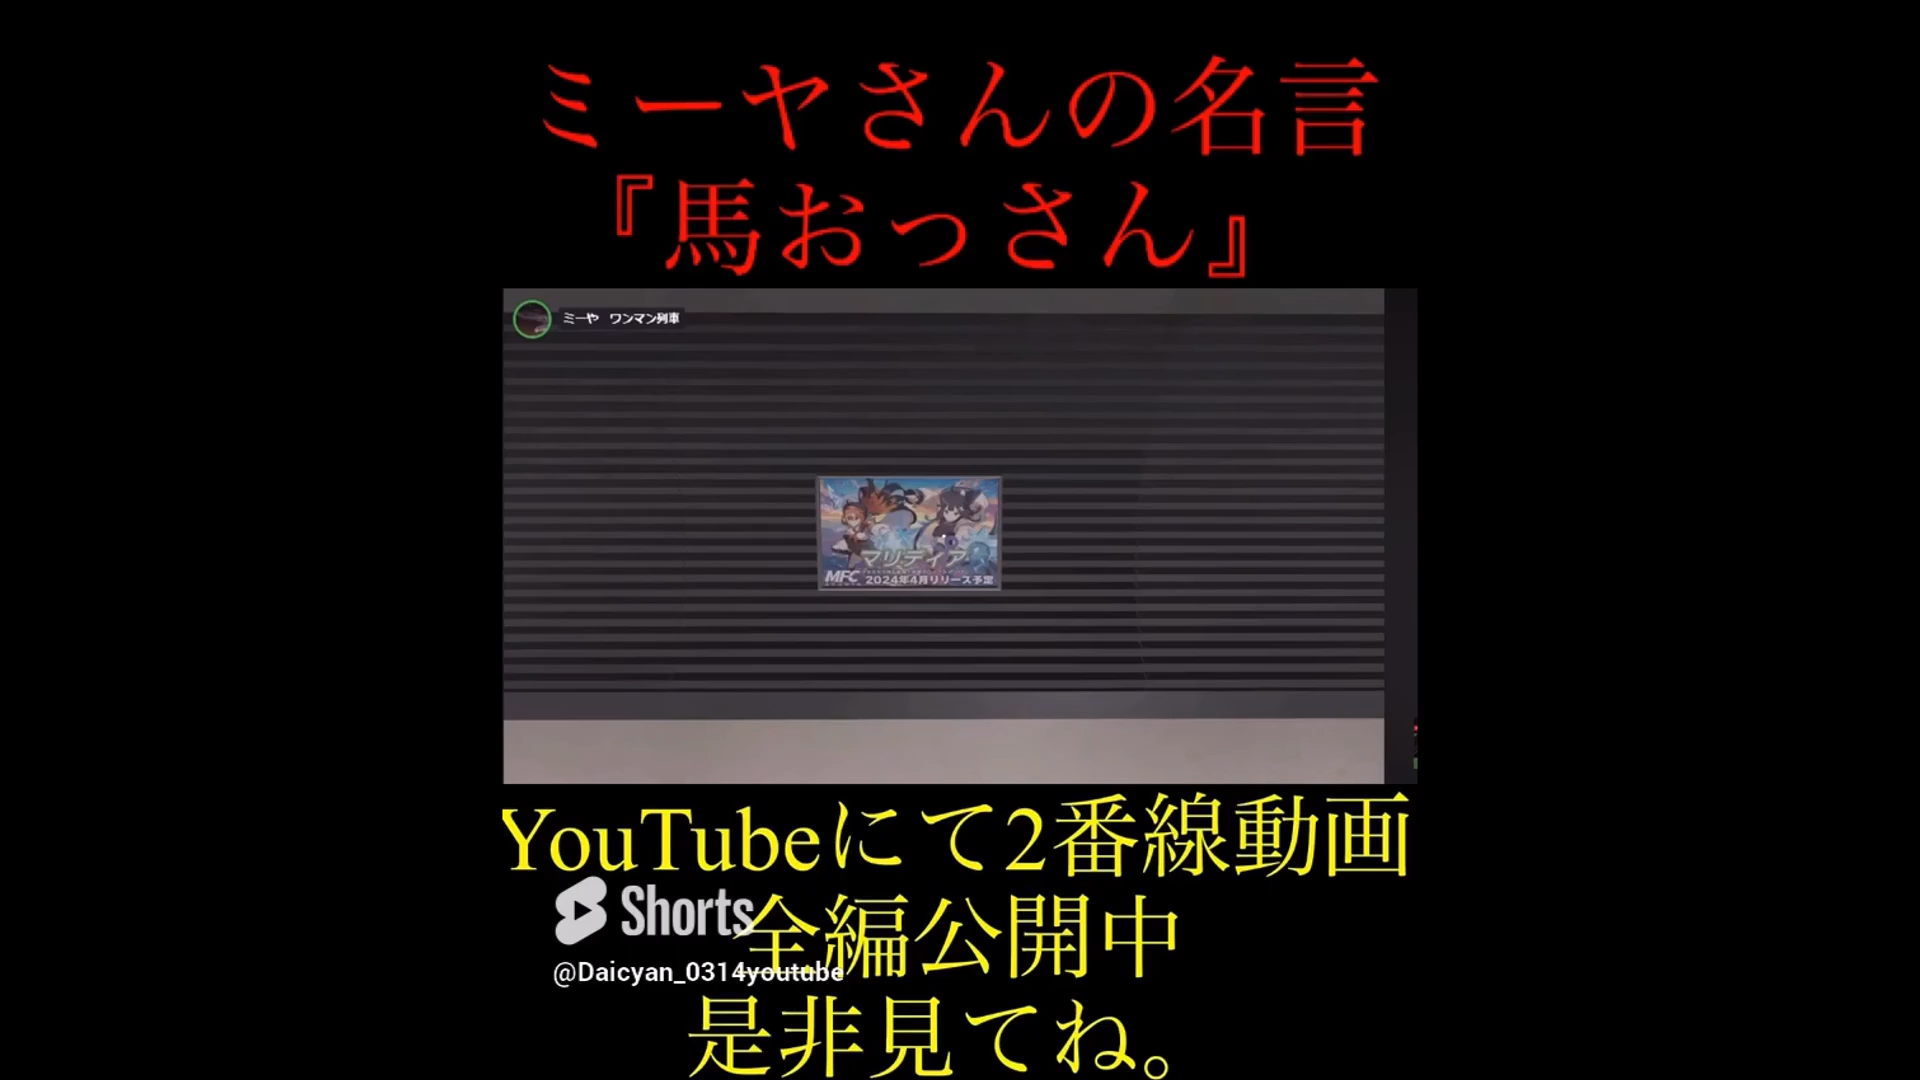 ミーヤさんの名言
『馬おっさん』
ミーや ワンマン列車
マリディア
MFC
2024年4月リリース予定
YouTubeにて2番線動画
Shorts
全編公開中
@Daicyan_0314youtube
是非見てね。